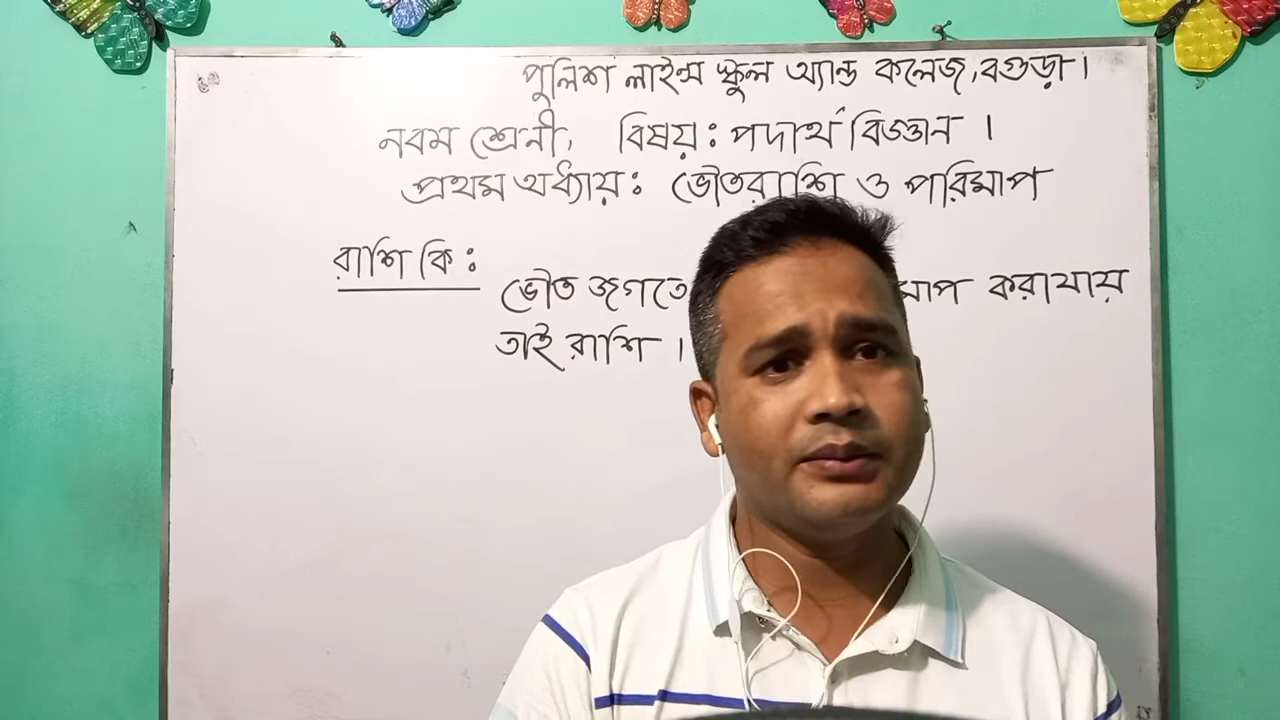 পুলিশ লাইন্স স্কুল অ্যান্ড কলেজ, বগুড়া।
নবম শ্রেনী, বিষয়ঃ পদার্থ বিজ্ঞান ।
প্রথম অধ্যায়ঃ ভৌতরাশি ও পরিমাপ
রাশি কিঃ
ভৌত জগতে মাপ করা যায়
তাই রাশি ।